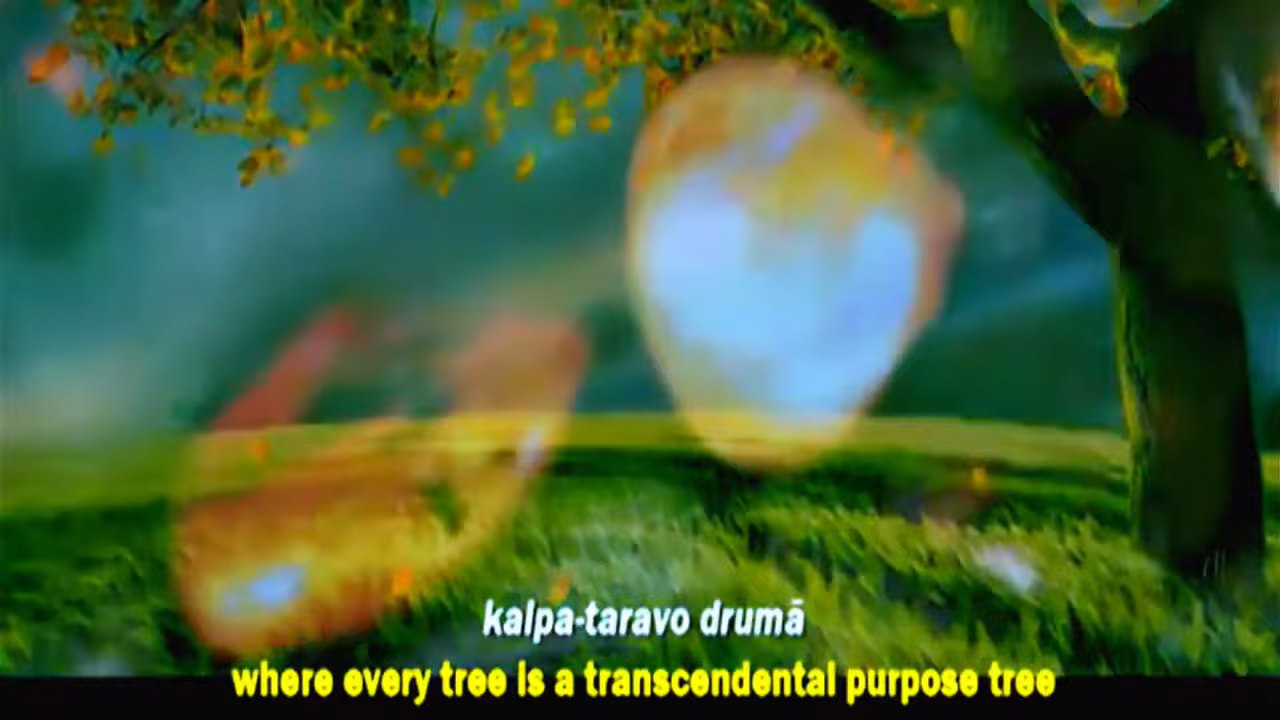 kalpa-taravo drumā
where every tree is a transcendental purpose tree